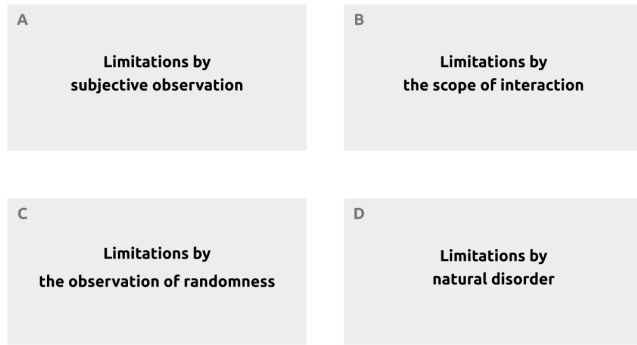 A
Limitations by
subjective observation
B
Limitations by
the scope of interaction
C
Limitations by
the observation of randomness
D
Limitations by
natural disorder